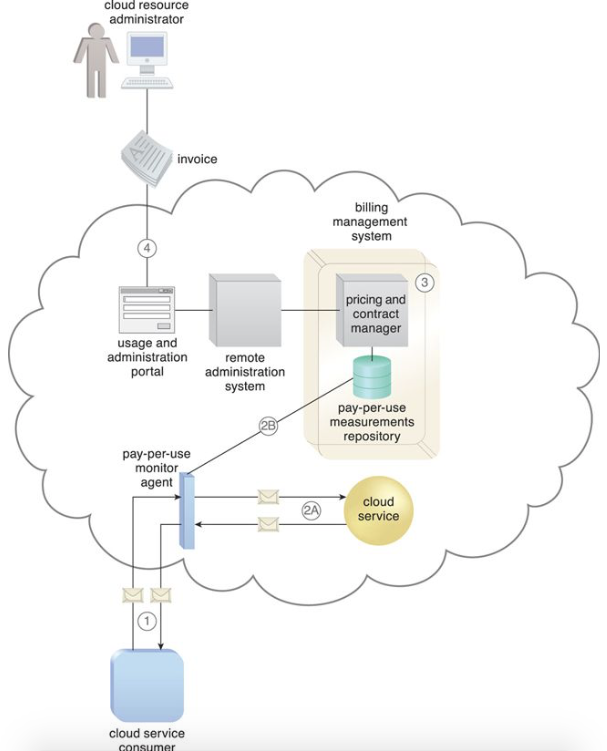 cloud resource
administrator
invoice
billing
management
system
4
3
pricing and
contract
manager
usage and
administration
portal
remote
administration
system
pay-per-use
measurements
repository
2B
pay-per-use
monitor
agent
2A
cloud
service
1
cloud service
consumer